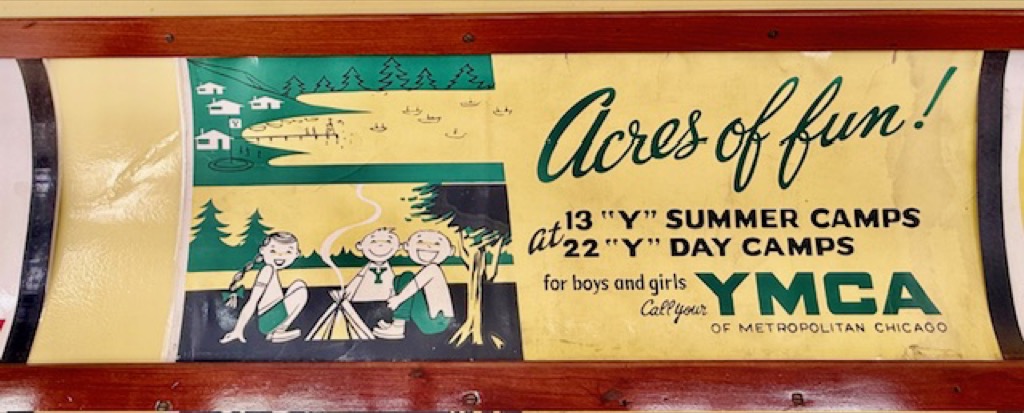 Acres of fun!
at 13 "Y" SUMMER CAMPS
22 "Y" DAY CAMPS
for boys and girls
Call your YMCA
OF METROPOLITAN CHICAGO
Y
Y